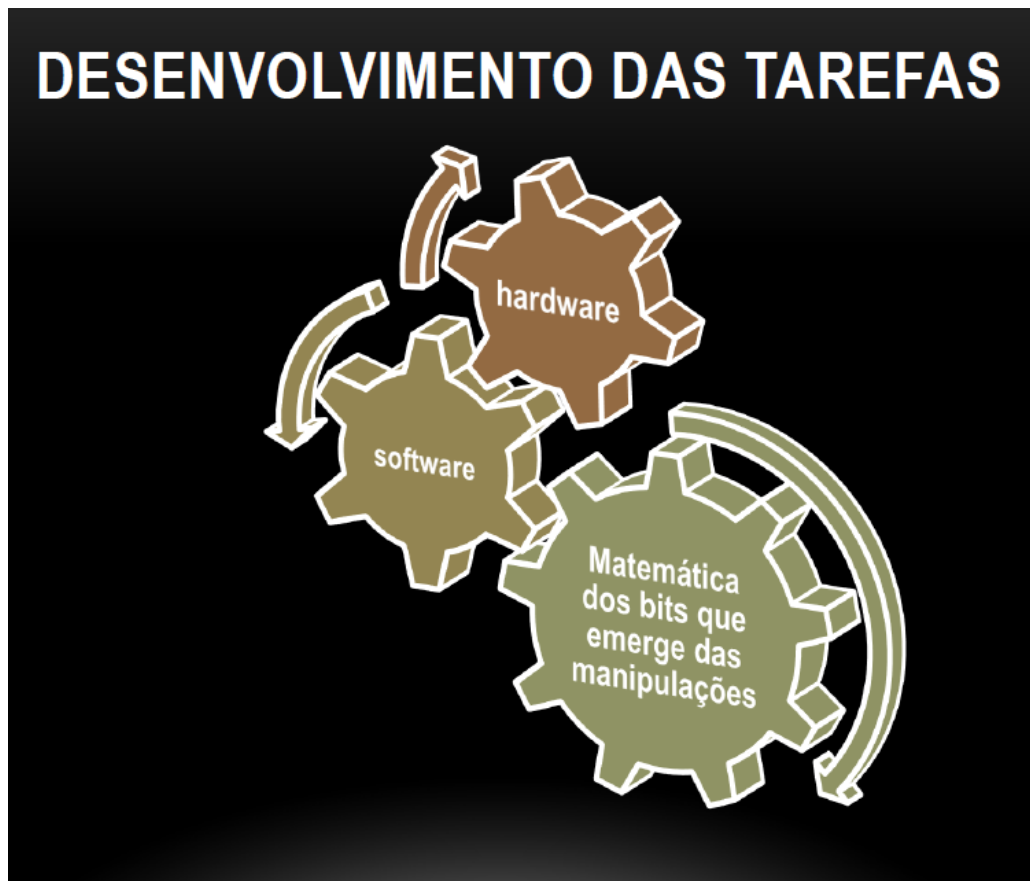 DESENVOLVIMENTO DAS TAREFAS
hardware
software
Matemática
dos bits que
emerge das
manipulações